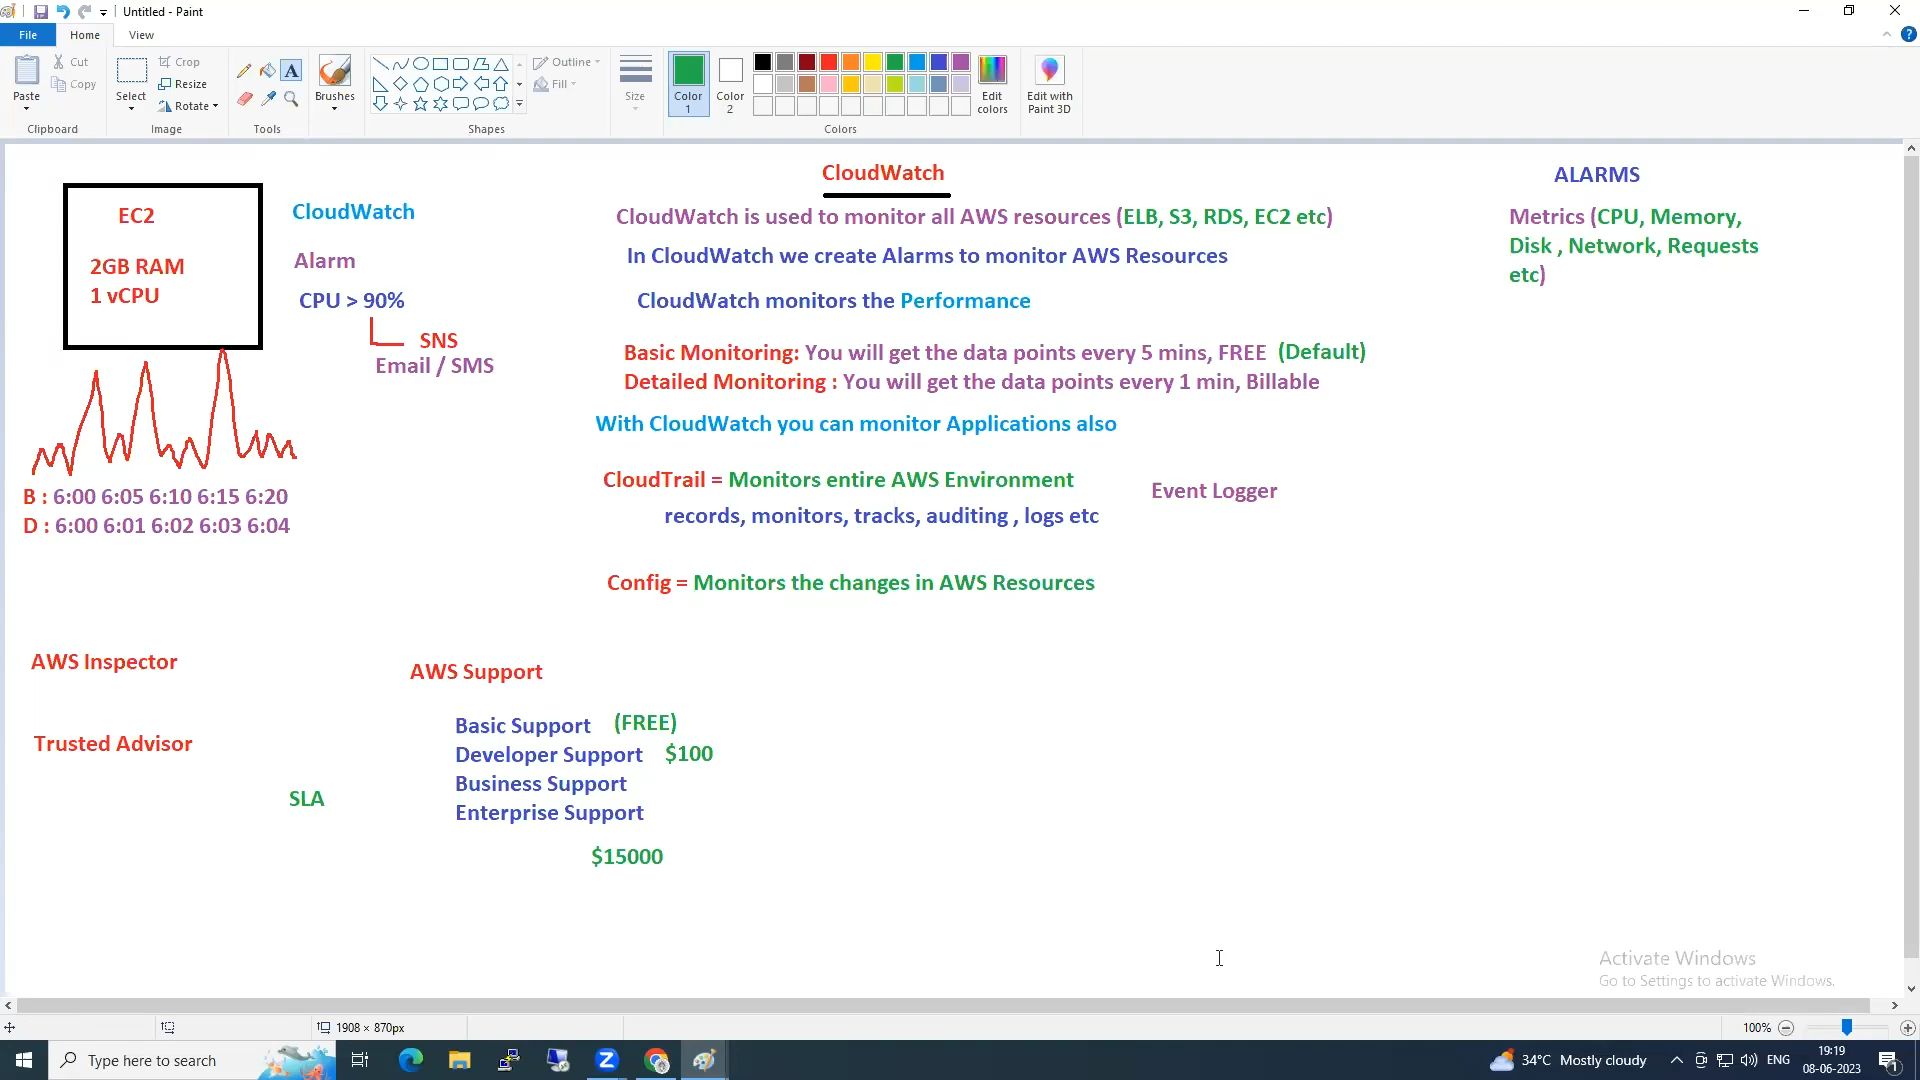 Untitled - Paint
File
Home
View
Paste
Cut
Copy
Clipboard
Select
Crop
Resize
Rotate
Image
A
Tools
Brushes
Shapes
Outline
Fill
Size
Color 1
Color 2
Edit colors
Edit with Paint 3D
Colors
EC2
2GB RAM
1 vCPU
CloudWatch
Alarm
CPU > 90%
SNS
Email / SMS
B : 6:00 6:05 6:10 6:15 6:20
D : 6:00 6:01 6:02 6:03 6:04
CloudWatch
CloudWatch is used to monitor all AWS resources (ELB, S3, RDS, EC2 etc)
In CloudWatch we create Alarms to monitor AWS Resources
CloudWatch monitors the Performance
Basic Monitoring: You will get the data points every 5 mins, FREE (Default)
Detailed Monitoring : You will get the data points every 1 min, Billable
With CloudWatch you can monitor Applications also
CloudTrail = Monitors entire AWS Environment
Event Logger
records, monitors, tracks, auditing , logs etc
Config = Monitors the changes in AWS Resources
ALARMS
Metrics (CPU, Memory,
Disk , Network, Requests
etc)
AWS Inspector
Trusted Advisor
SLA
AWS Support
Basic Support (FREE)
Developer Support $100
Business Support
Enterprise Support
$15000
Activate Windows
Go to Settings to activate Windows.
1908 × 870px
100%
Type here to search
34°C Mostly cloudy
ENG
19:19
08-06-2023
1